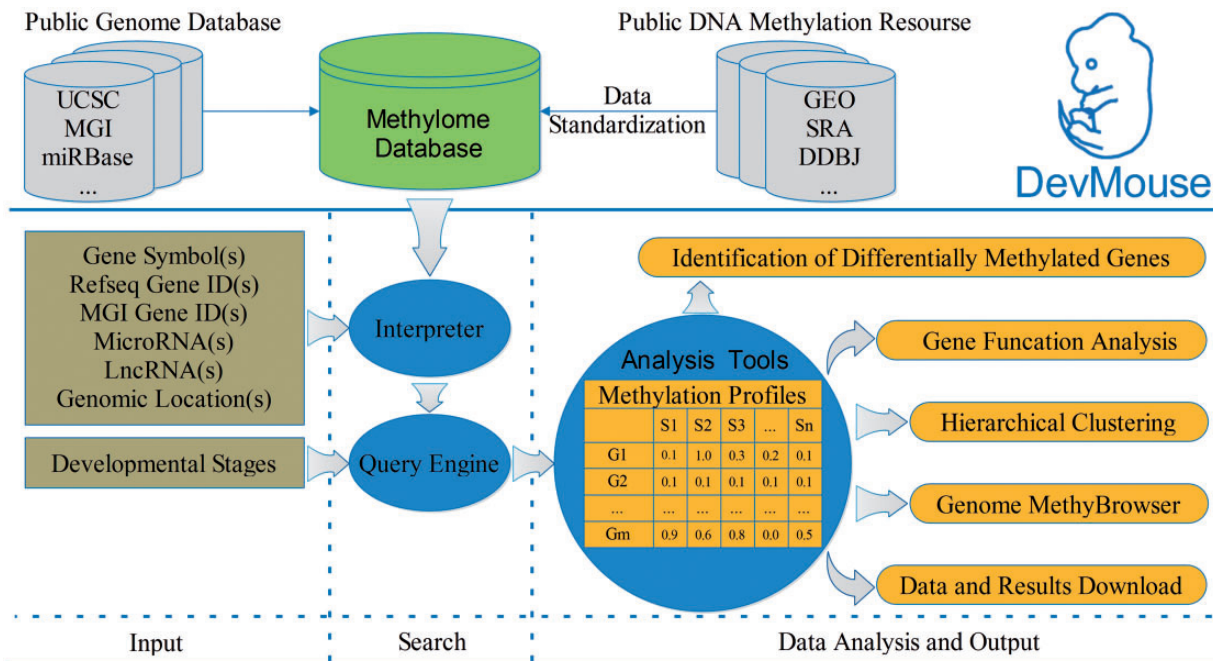 Public Genome Database
Public DNA Methylation Resourse
UCSC
MGI
miRBase
...
Methylome
Database
Data
Standardization
GEO
SRA
DDBJ
...
DevMouse
Gene Symbol(s)
Refseq Gene ID(s)
MGI Gene ID(s)
MicroRNA(s)
LncRNA(s)
Genomic Location(s)
Developmental Stages
Interpreter
Query Engine
Analysis Tools
Methylation Profiles
S1 S2 S3 ... Sn
G1 0.1 1.0 0.3 0.2 0.1
G2 0.1 0.1 0.1 0.1 0.1
... ... ... ... ... ...
Gm 0.9 0.6 0.8 0.0 0.5
Identification of Differentially Methylated Genes
Gene Funcation Analysis
Hierarchical Clustering
Genome MethyBrowser
Data and Results Download
Input
Search
Data Analysis and Output